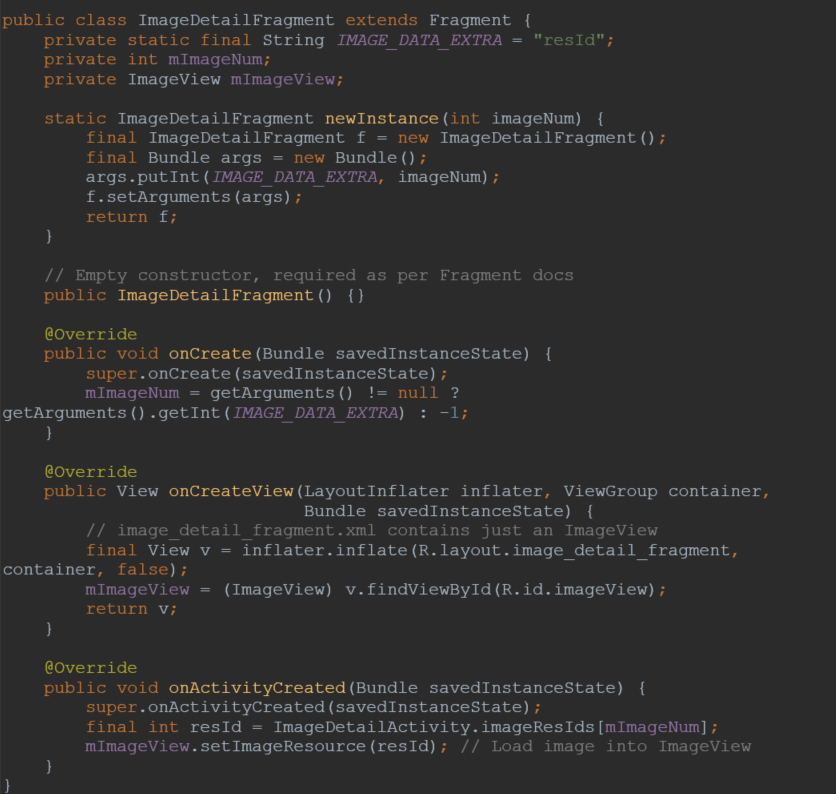 public class ImageDetailFragment extends Fragment {
    private static final String IMAGE_DATA_EXTRA = "resId";
    private int mImageNum;
    private ImageView mImageView;

    static ImageDetailFragment newInstance(int imageNum) {
        final ImageDetailFragment f = new ImageDetailFragment();
        final Bundle args = new Bundle();
        args.putInt(IMAGE_DATA_EXTRA, imageNum);
        f.setArguments(args);
        return f;
    }

    // Empty constructor, required as per Fragment docs
    public ImageDetailFragment() {}

    @Override
    public void onCreate(Bundle savedInstanceState) {
        super.onCreate(savedInstanceState);
        mImageNum = getArguments() != null ?
getArguments().getInt(IMAGE_DATA_EXTRA) : -1;
    }

    @Override
    public View onCreateView(LayoutInflater inflater, ViewGroup container,
                             Bundle savedInstanceState) {
        // image_detail_fragment.xml contains just an ImageView
        final View v = inflater.inflate(R.layout.image_detail_fragment,
container, false);
        mImageView = (ImageView) v.findViewById(R.id.imageView);
        return v;
    }

    @Override
    public void onActivityCreated(Bundle savedInstanceState) {
        super.onActivityCreated(savedInstanceState);
        final int resId = ImageDetailActivity.imageResIds[mImageNum];
        mImageView.setImageResource(resId); // Load image into ImageView
    }
}